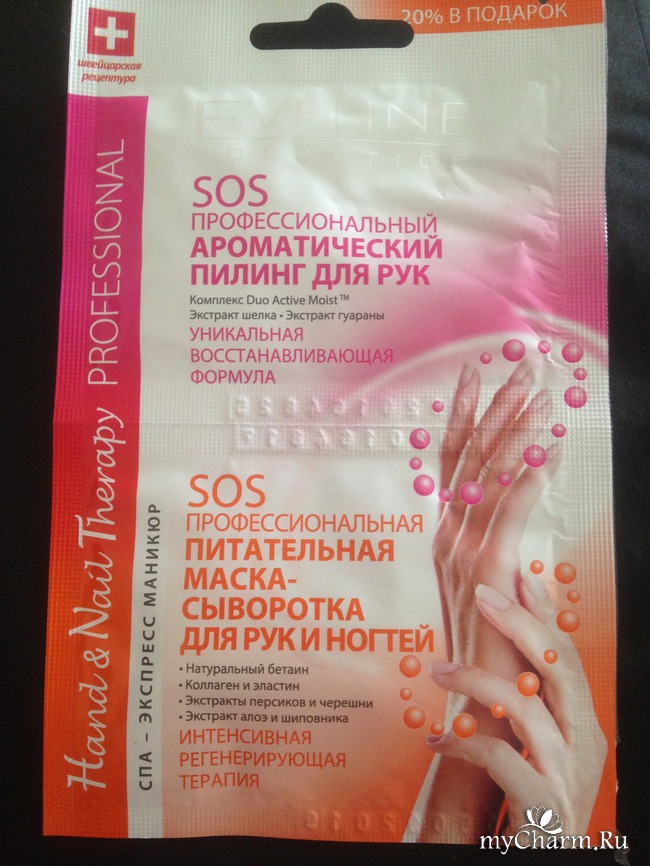 20% В ПОДАРОК
швейцарская
рецептура
EVELINE
COSMETICS
SOS
ПРОФЕССИОНАЛЬНЫЙ
АРОМАТИЧЕСКИЙ
ПИЛИНГ ДЛЯ РУК
Комплекс Duo Active Moist™
Экстракт шелка • Экстракт гуараны
УНИКАЛЬНАЯ
ВОССТАНАВЛИВАЮЩАЯ
ФОРМУЛА
SOS
ПРОФЕССИОНАЛЬНАЯ
ПИТАТЕЛЬНАЯ
МАСКА-
СЫВОРОТКА
ДЛЯ РУК И НОГТЕЙ
• Натуральный бетаин
• Коллаген и эластин
• Экстракты персиков и черешни
• Экстракт алоэ и шиповника
ИНТЕНСИВНАЯ
РЕГЕНЕРИРУЮЩАЯ
ТЕРАПИЯ
Hand & Nail Therapy PROFESSIONAL
СПА – ЭКСПРЕСС МАНИКЮР
myCharm.Ru